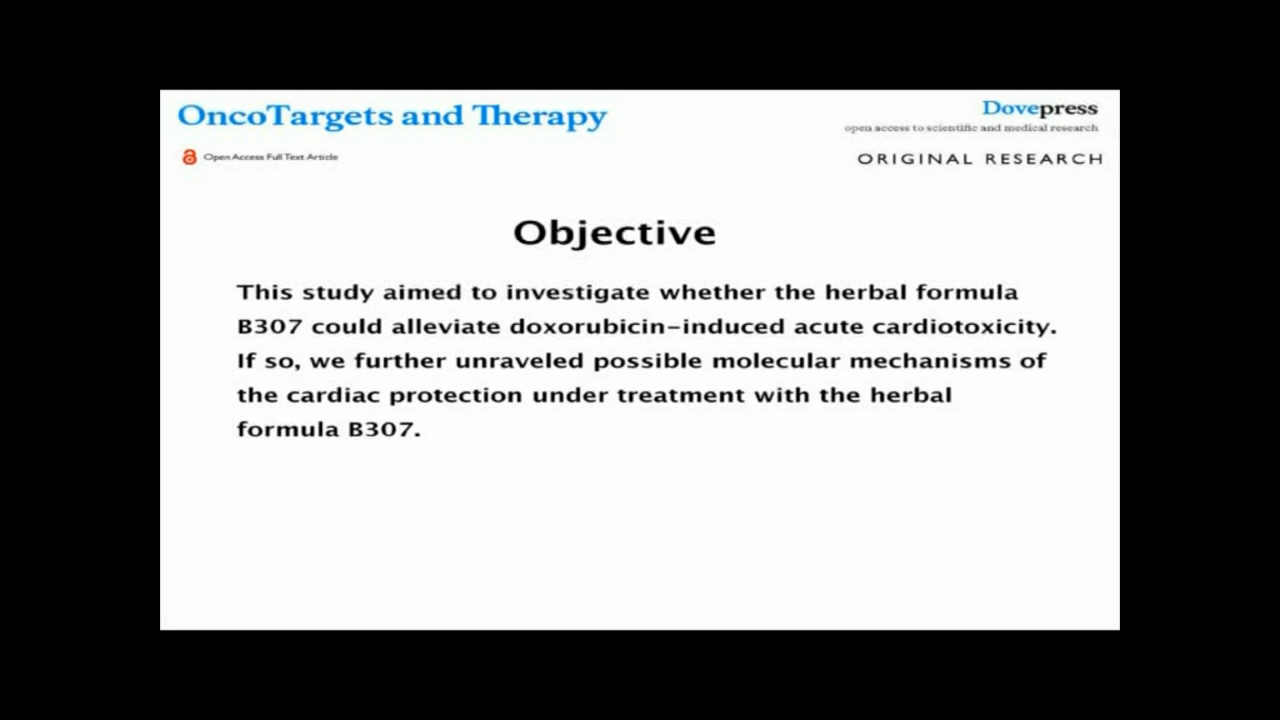 OncoTargets and Therapy
Dovepress
open access to scientific and medical research
Open Access Full Text Article
ORIGINAL RESEARCH
Objective
This study aimed to investigate whether the herbal formula
B307 could alleviate doxorubicin-induced acute cardiotoxicity.
If so, we further unraveled possible molecular mechanisms of
the cardiac protection under treatment with the herbal
formula B307.